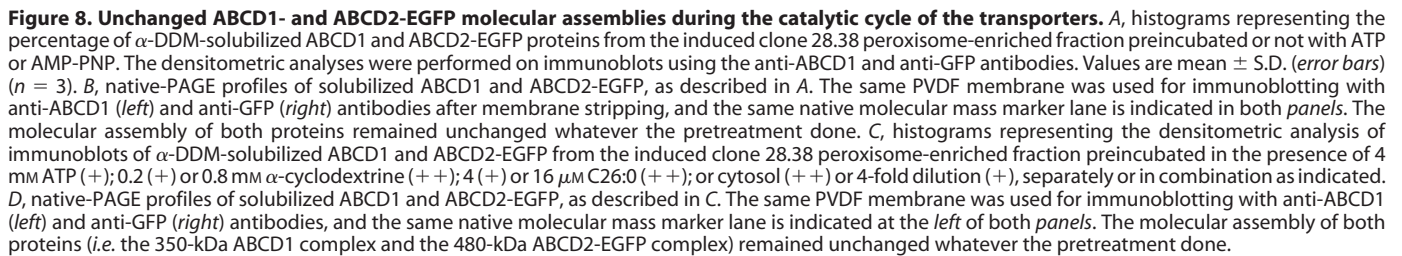 Figure 8. Unchanged ABCD1- and ABCD2-EGFP molecular assemblies during the catalytic cycle of the transporters. A, histograms representing the
percentage of α-DDM-solubilized ABCD1 and ABCD2-EGFP proteins from the induced clone 28.38 peroxisome-enriched fraction preincubated or not with ATP
or AMP-PNP. The densitometric analyses were performed on immunoblots using the anti-ABCD1 and anti-GFP antibodies. Values are mean ± S.D. (error bars)
(n = 3). B, native-PAGE profiles of solubilized ABCD1 and ABCD2-EGFP, as described in A. The same PVDF membrane was used for immunoblotting with
anti-ABCD1 (left) and anti-GFP (right) antibodies after membrane stripping, and the same native molecular mass marker lane is indicated in both panels. The
molecular assembly of both proteins remained unchanged whatever the pretreatment done. C, histograms representing the densitometric analysis of
immunoblots of α-DDM-solubilized ABCD1 and ABCD2-EGFP from the induced clone 28.38 peroxisome-enriched fraction preincubated in the presence of 4
mM ATP (+); 0.2 (+) or 0.8 mM α-cyclodextrine (++); 4 (+) or 16 μM C26:0 (++); or cytosol (++) or 4-fold dilution (+), separately or in combination as indicated.
D, native-PAGE profiles of solubilized ABCD1 and ABCD2-EGFP, as described in C. The same PVDF membrane was used for immunoblotting with anti-ABCD1
(left) and anti-GFP (right) antibodies, and the same native molecular mass marker lane is indicated at the left of both panels. The molecular assembly of both
proteins (i.e. the 350-kDa ABCD1 complex and the 480-kDa ABCD2-EGFP complex) remained unchanged whatever the pretreatment done.